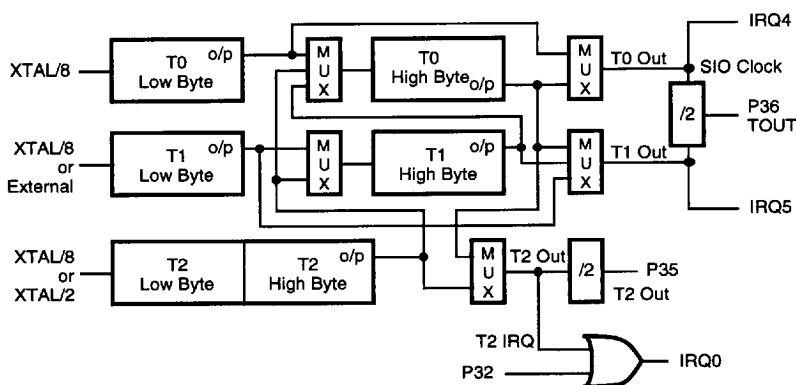 IRQ4
XTAL/8
T0
Low Byte
o/p
M
U
X
T0
High Byte
o/p
M
U
X
T0 Out
SIO Clock
/2
P36
TOUT
XTAL/8
or
External
T1
Low Byte
o/p
M
U
X
T1
High Byte
o/p
M
U
X
T1 Out
IRQ5
XTAL/8
or
XTAL/2
T2
Low Byte
T2
High Byte
o/p
M
U
X
T2 Out
/2
P35
T2 Out
T2 IRQ
P32
IRQ0